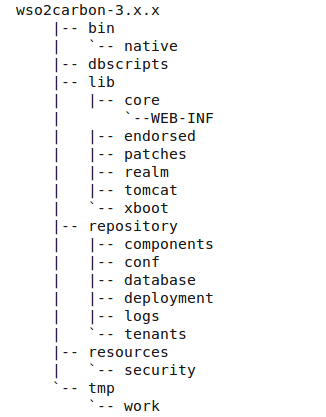 wso2carbon-3.x.x
    |-- bin
    |   `-- native
    |-- dbscripts
    |-- lib
    |   |-- core
    |       `--WEB-INF
    |   |-- endorsed
    |   |-- patches
    |   |-- realm
    |   |-- tomcat
    |   `-- xboot
    |-- repository
    |   |-- components
    |   |-- conf
    |   |-- database
    |   |-- deployment
    |   |-- logs
    |   `-- tenants
    |-- resources
    |   `-- security
    `-- tmp
        `-- work